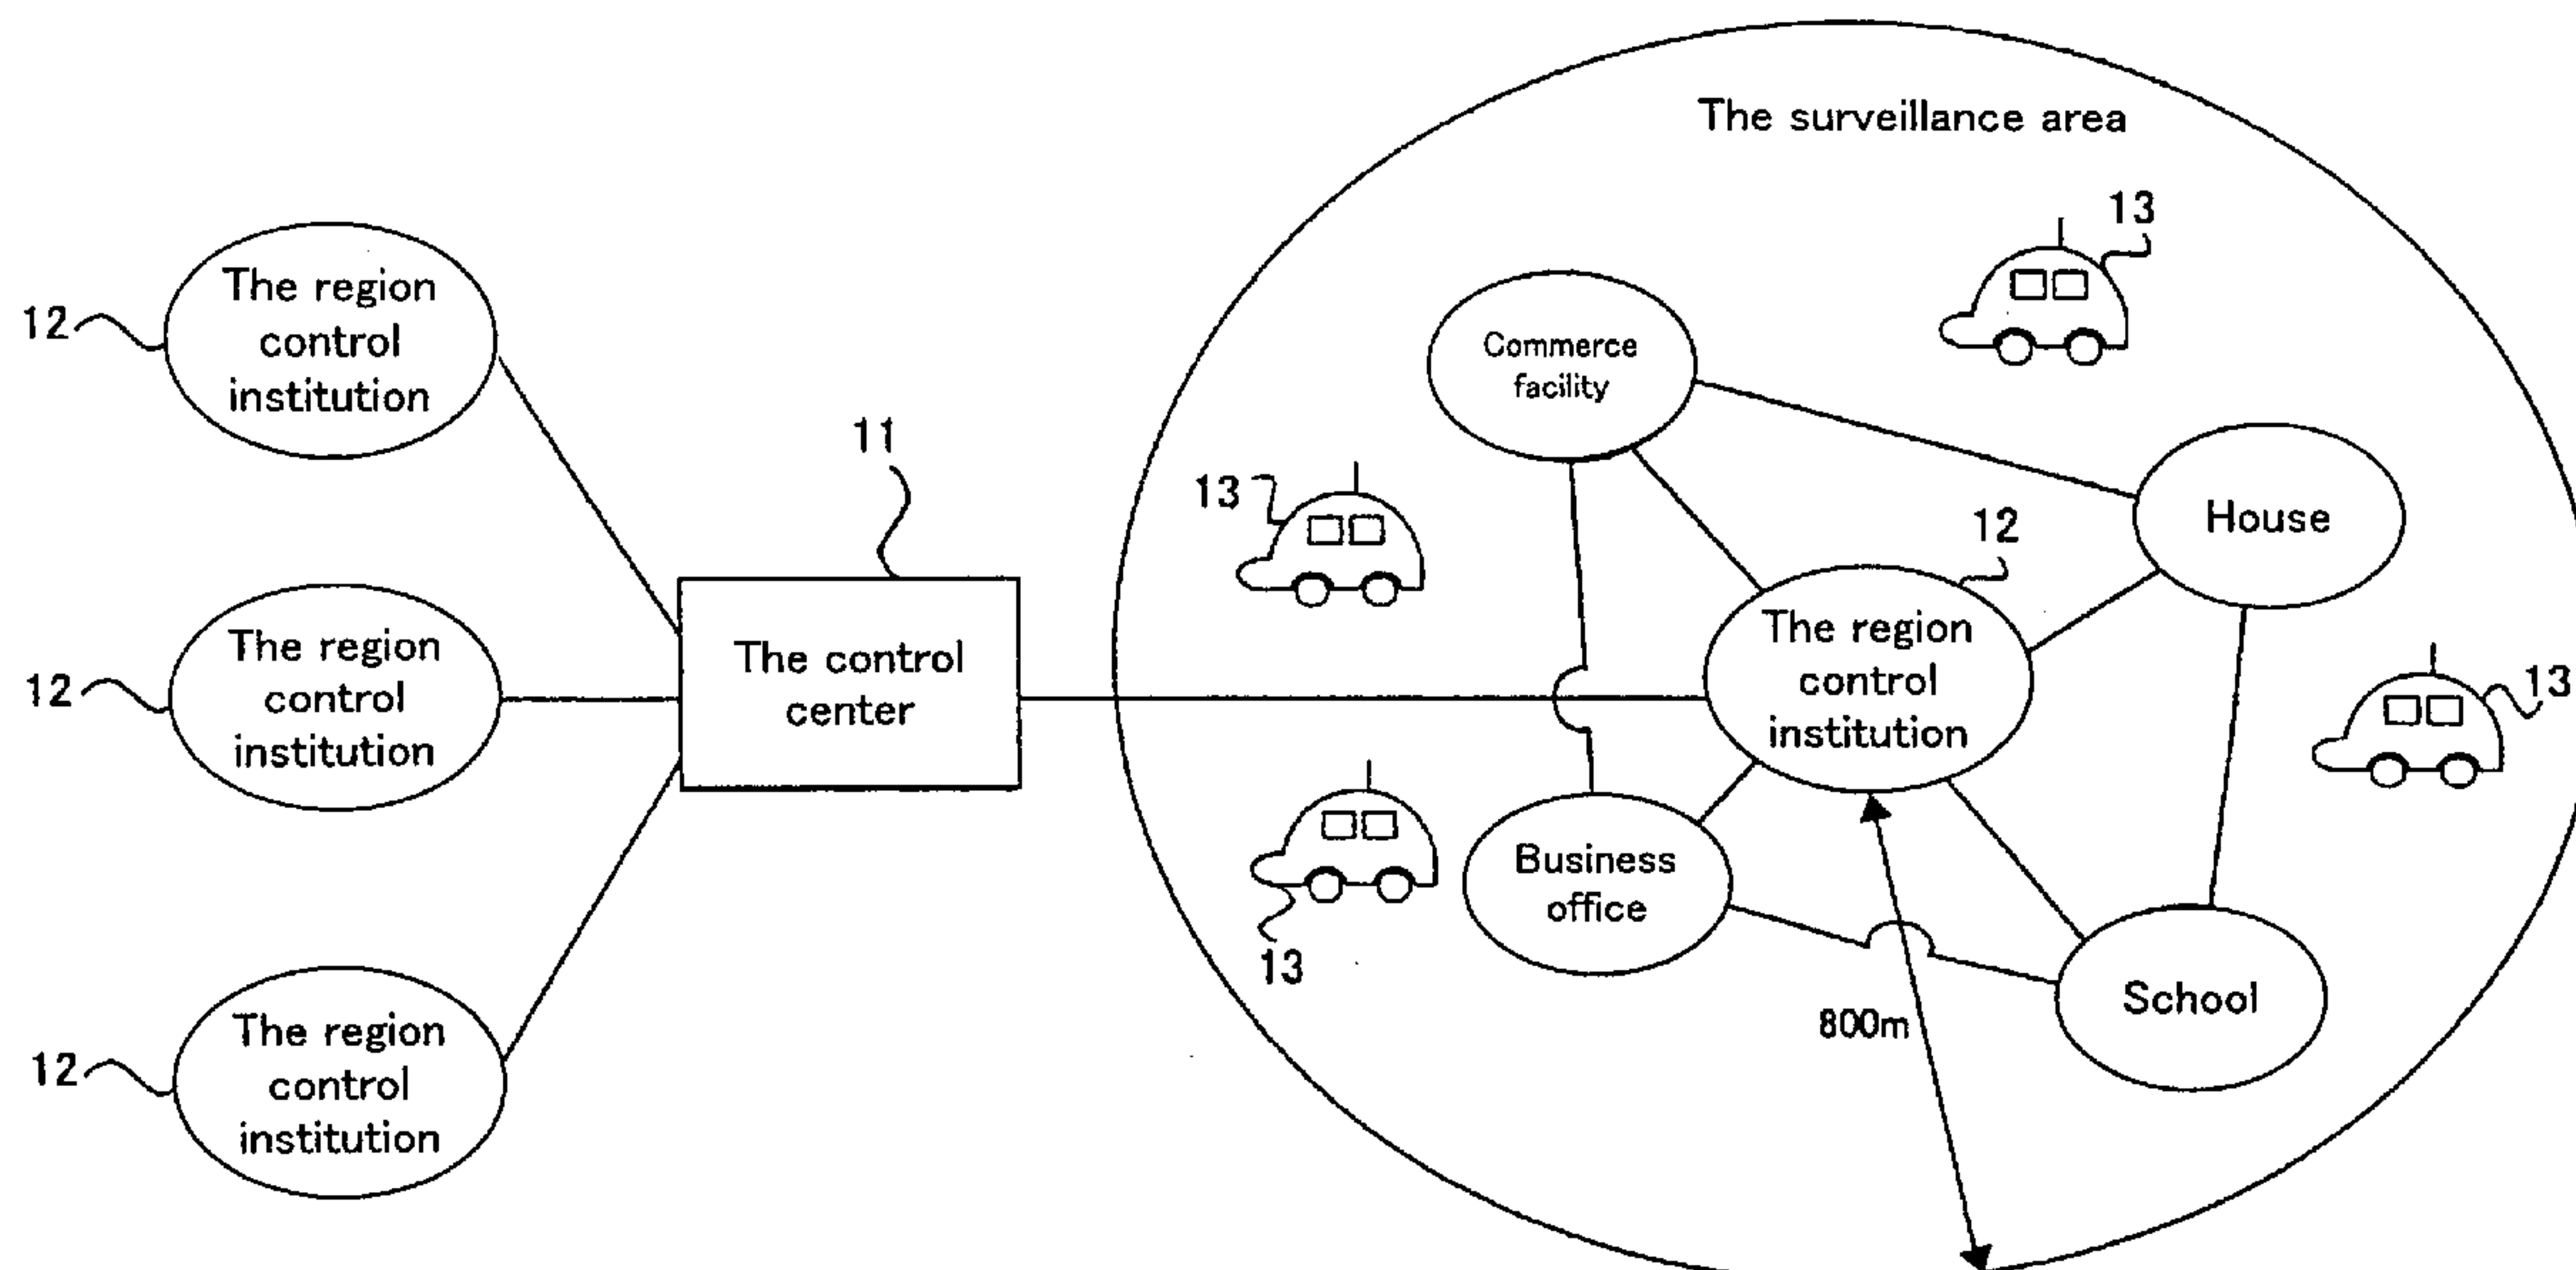 The surveillance area
13
The region
control
institution
12
Commerce
facility
11
13
House
12
The region
control
institution
12
The control
center
The region
control
institution
13
Business
office
13
School
800m
The region
control
institution
12